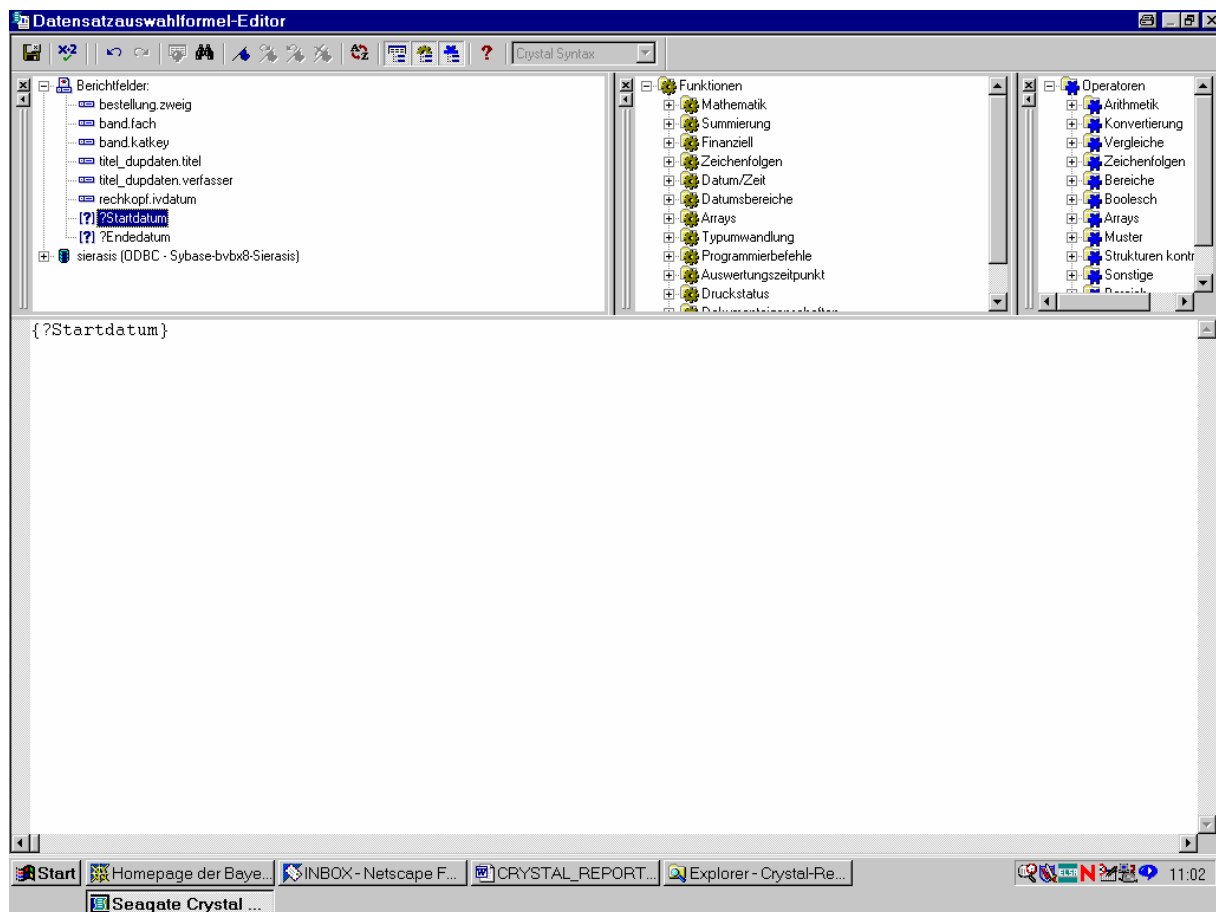 Datensatzauswahlformel-Editor
x+2
Crystal Syntax
Berichtfelder:
bestellung.zweig
band.fach
band.katkey
titel_dupdaten.titel
titel_dupdaten.verfasser
rechkopf.ivdatum
[?] ?Startdatum
[?] ?Endedatum
sierasis (ODBC - Sybase-bvbx8-Sierasis)
Funktionen
Mathematik
Summierung
Finanziell
Zeichenfolgen
Datum/Zeit
Datumsbereiche
Arrays
Typumwandlung
Programmierbefehle
Auswertungszeitpunkt
Druckstatus
Dokumenteigenschaften
Operatoren
Arithmetik
Konvertierung
Vergleiche
Zeichenfolgen
Bereiche
Boolesch
Arrays
Muster
Strukturen kontr
Sonstige
{?Startdatum}
Start
Homepage der Baye...
INBOX - Netscape F...
CRYSTAL_REPORT...
Explorer - Crystal-Re...
ELSA
N
11:02
Seagate Crystal ...